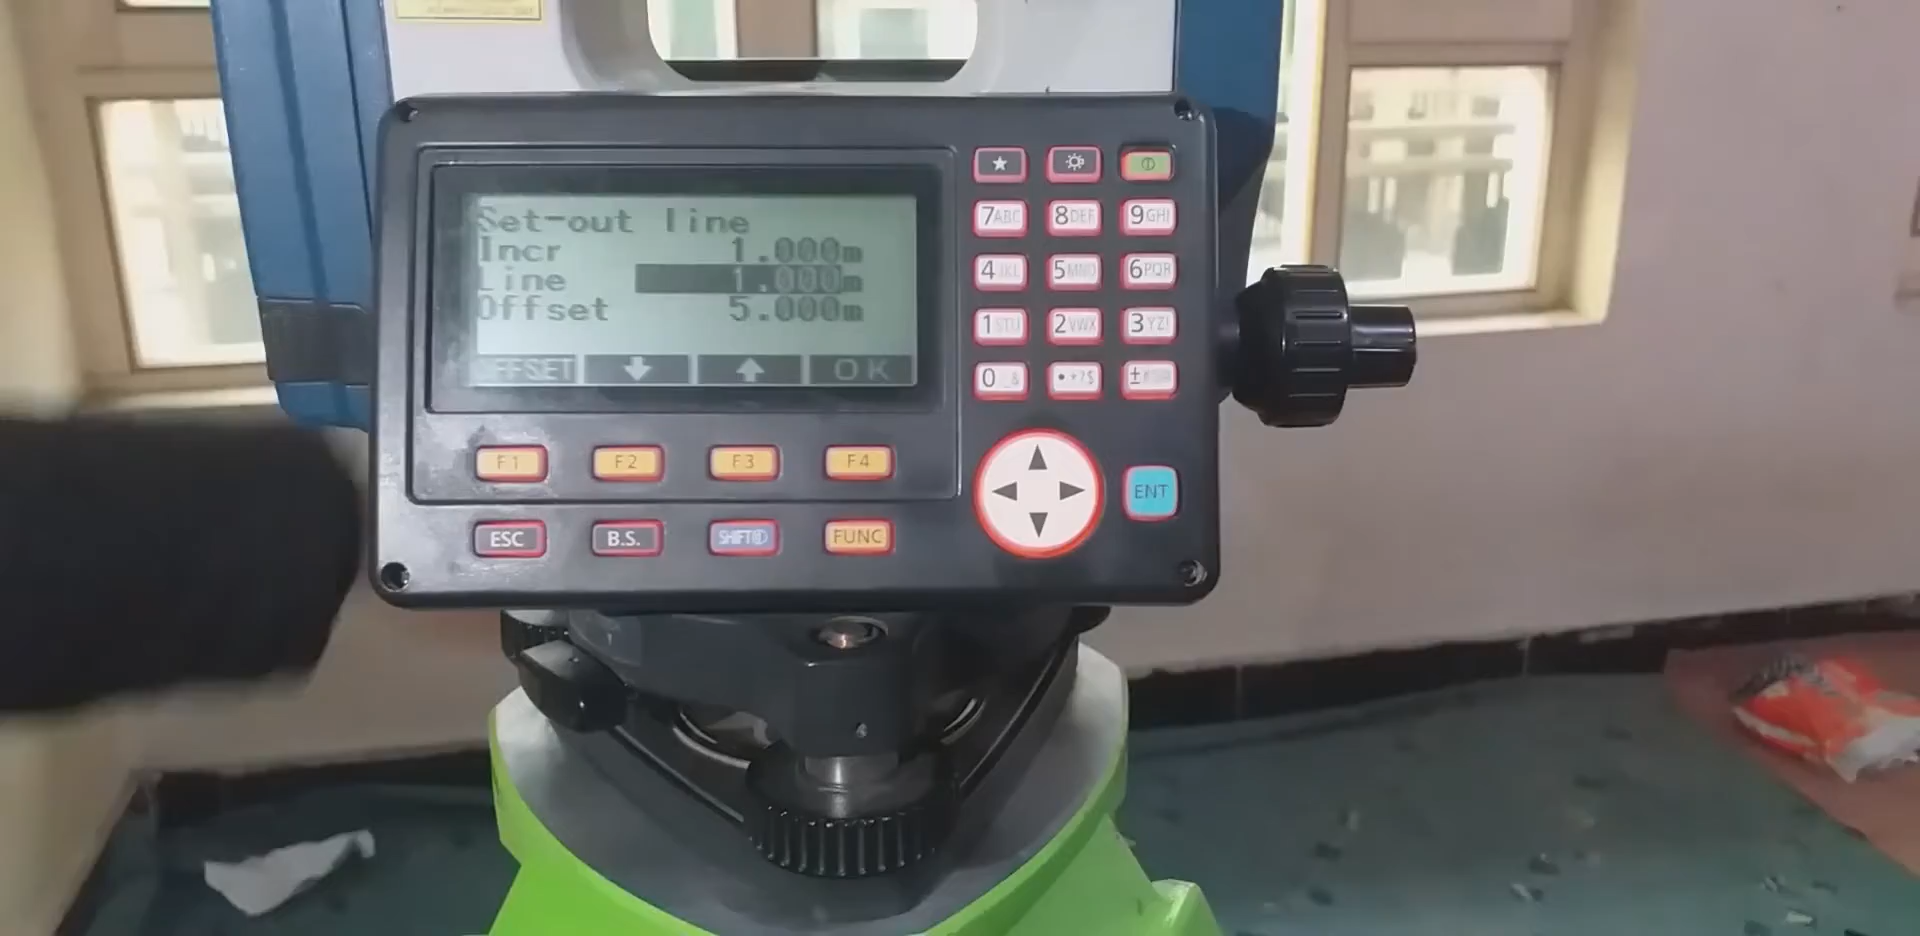 Set-out line
Incr 1.000m
Line 1.000m
Offset 5.000m
OFFSET OK
7ABC 8DEF 9GHI
4JKL 5MNO 6PQR
1STU 2VWX 3YZ
0 _& •*?$ ±
F1 F2 F3 F4
ESC B.S. SHIFT FUNC
ENT